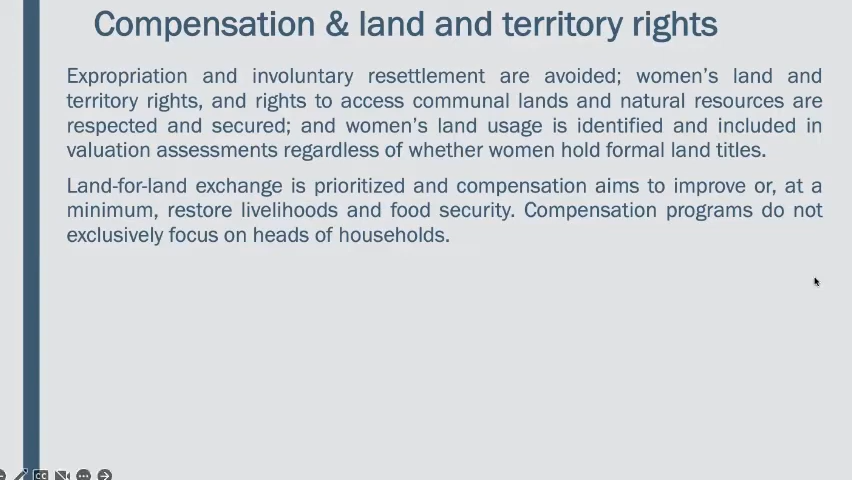 Compensation & land and territory rights
Expropriation and involuntary resettlement are avoided; women’s land and
territory rights, and rights to access communal lands and natural resources are
respected and secured; and women’s land usage is identified and included in
valuation assessments regardless of whether women hold formal land titles.
Land-for-land exchange is prioritized and compensation aims to improve or, at a
minimum, restore livelihoods and food security. Compensation programs do not
exclusively focus on heads of households.
CC